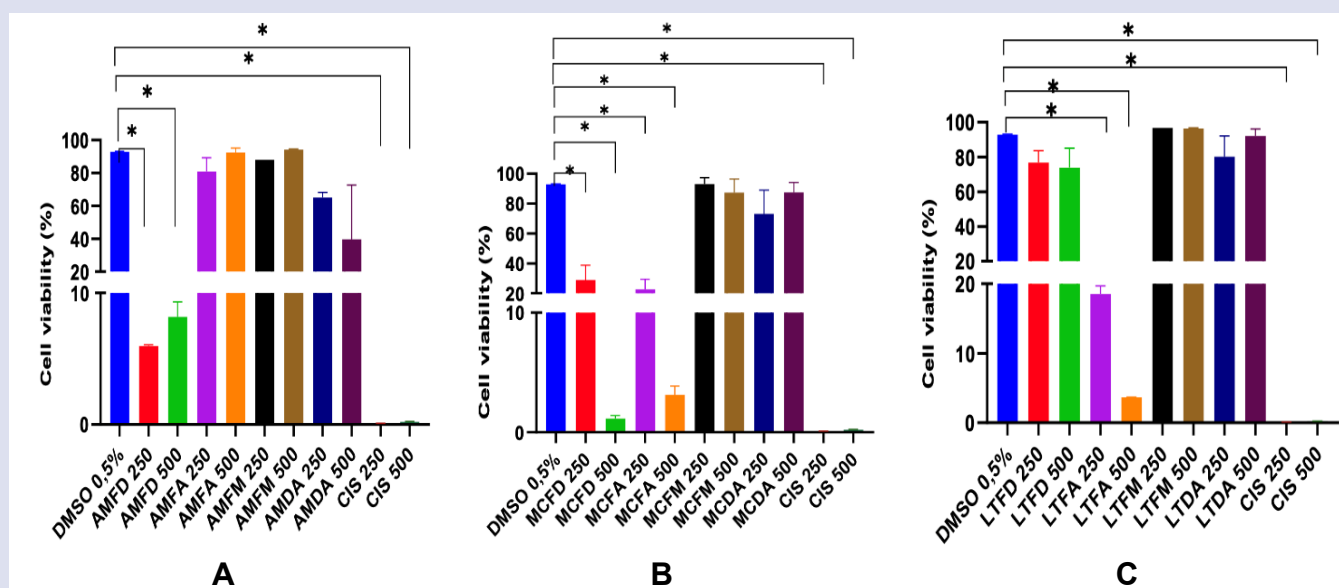 *
*
*
*
Cell viability (%)
100
80
60
40
20
10
0
DMSO 0,5%
AMFD 250
AMFD 500
AMFA 250
AMFA 500
AMFM 250
AMFM 500
AMDA 250
AMDA 500
CIS 250
CIS 500
A
*
*
*
*
*
*
Cell viability (%)
100
80
60
40
20
10
0
DMSO 0,5%
MCFD 250
MCFD 500
MCFA 250
MCFA 500
MCFM 250
MCFM 500
MCDA 250
MCDA 500
CIS 250
CIS 500
B
*
*
*
*
Cell viability (%)
100
80
60
40
20
20
10
0
DMSO 0,5%
LTFD 250
LTFD 500
LTFA 250
LTFA 500
LTFM 250
LTFM 500
LTDA 250
LTDA 500
CIS 250
CIS 500
C